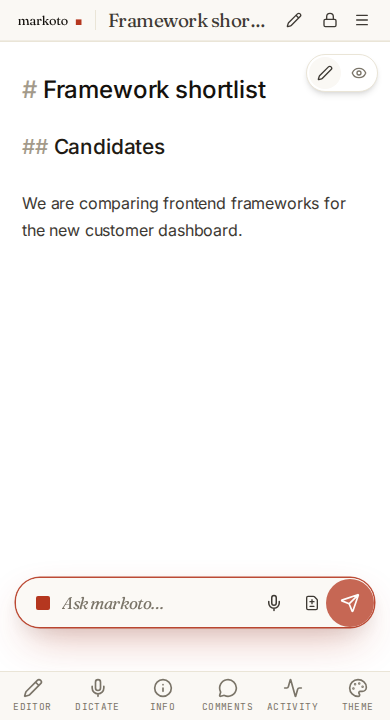 markoto
Framework shor...
# Framework shortlist
## Candidates
We are comparing frontend frameworks for
the new customer dashboard.
Ask markoto...
EDITOR
DICTATE
INFO
COMMENTS
ACTIVITY
THEME